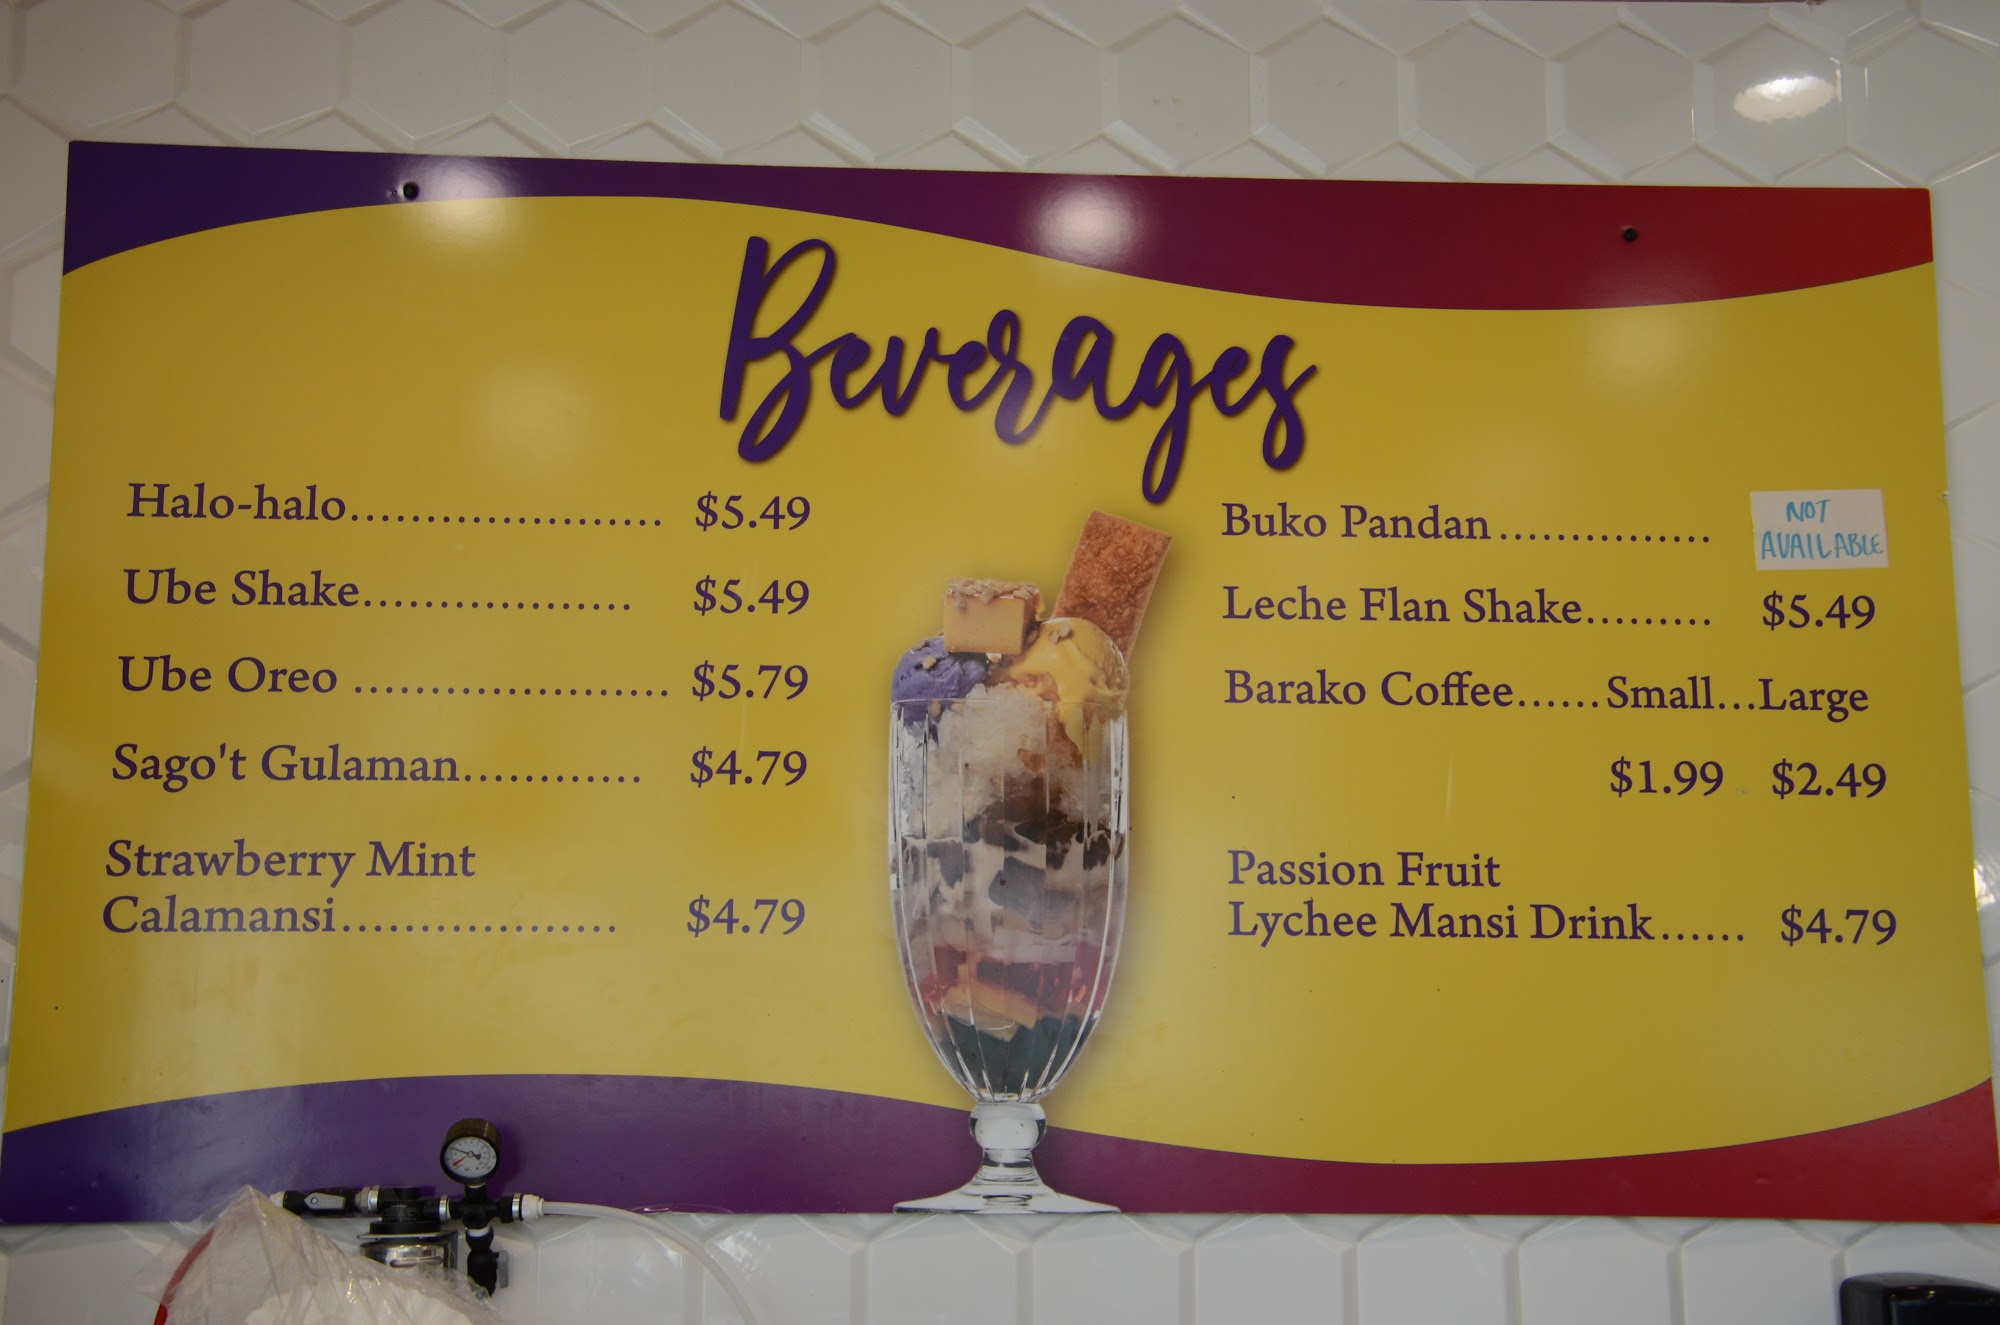 Beverages
Halo-halo..................... $5.49
Ube Shake.................. $5.49
Ube Oreo ..................... $5.79
Sago't Gulaman............ $4.79
Strawberry Mint
Calamansi................... $4.79
Buko Pandan............... NOT
AVAILABLE
Leche Flan Shake......... $5.49
Barako Coffee......Small...Large
$1.99 $2.49
Passion Fruit
Lychee Mansi Drink...... $4.79